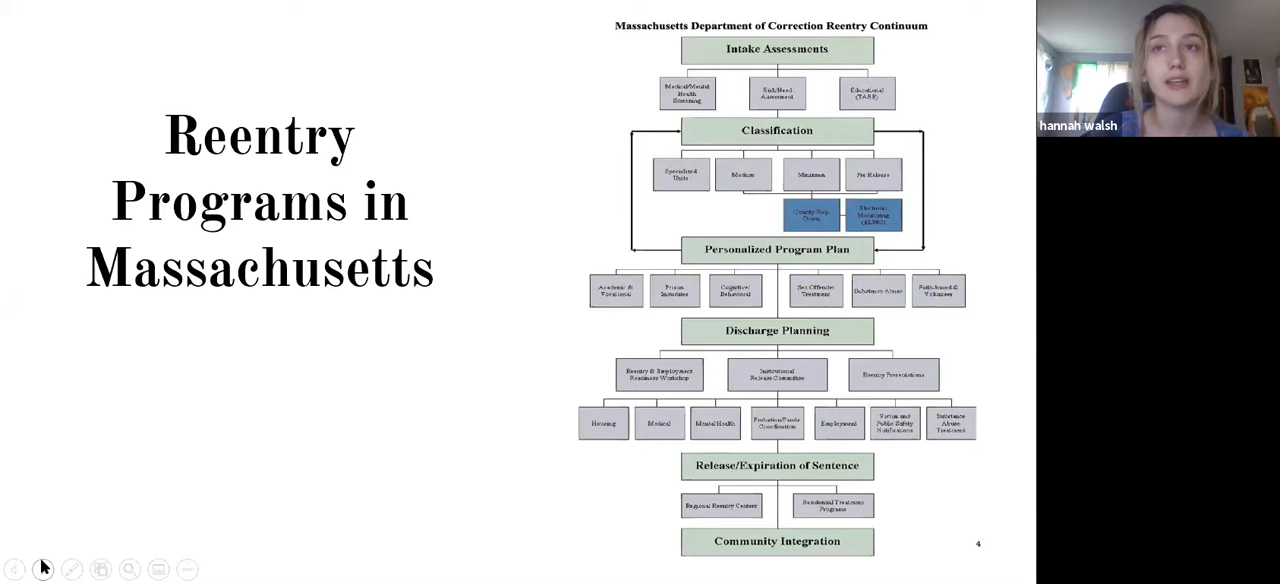 Reentry
Programs in
Massachusetts
Massachusetts Department of Correction Reentry Continuum
Intake Assessments
Medical/Mental
Health
Screening
Risk/Need
Assessment
Educational
(TABE)
Classification
Specialized
Units
Medium
Minimum
Pre Release
County/Step
Down
Electronic
Monitoring
(ELMO)
Personalized Program Plan
Academic &
Vocational
Prison
Industries
Cognitive/
Behavioral
Sex Offender
Treatment
Substance Abuse
Faith-based &
Volunteer
Discharge Planning
Reentry & Employment
Readiness Workshop
Institutional
Release Committee
Reentry Presentations
Housing
Medical
Mental Health
Probation/Parole
Coordination
Employment
Victim and
Public Safety
Notifications
Substance
Abuse
Treatment
Release/Expiration of Sentence
Regional Reentry Centers
Residential Treatment
Programs
Community Integration
4
hannah walsh